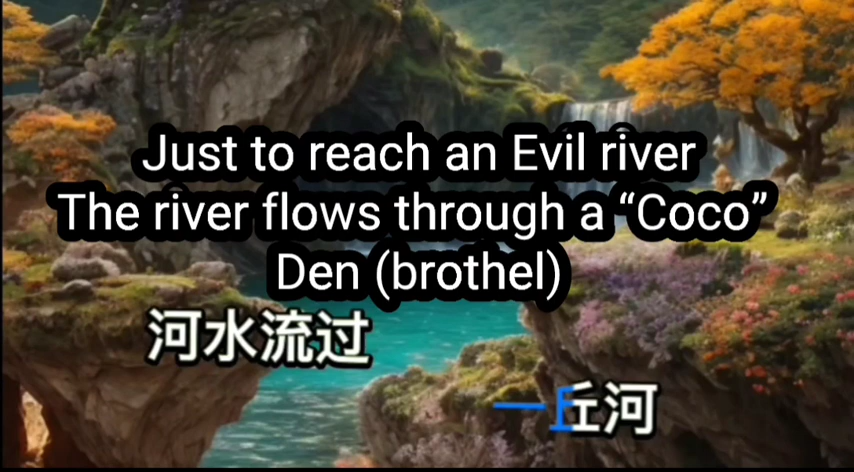 Just to reach an Evil river
The river flows through a “Coco”
Den (brothel)
河水流过
一丘河